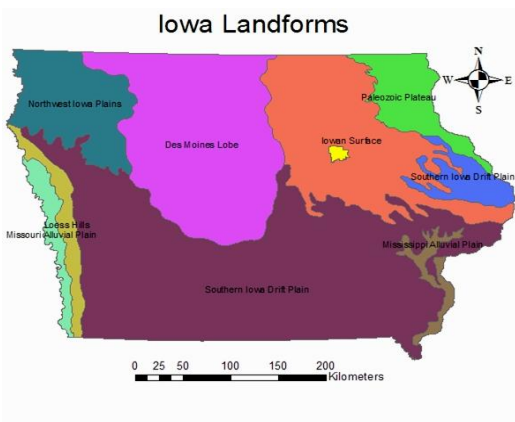 Iowa Landforms
N
W E
S
Northwest Iowa Plains
Paleozoic Plateau
Des Moines Lobe
Iowan Surface
Southern Iowa Drift Plain
Loess Hills
Missouri Alluvial Plain
Mississippi Alluvial Plain
Southern Iowa Drift Plain
0 25 50 100 150 200
Kilometers